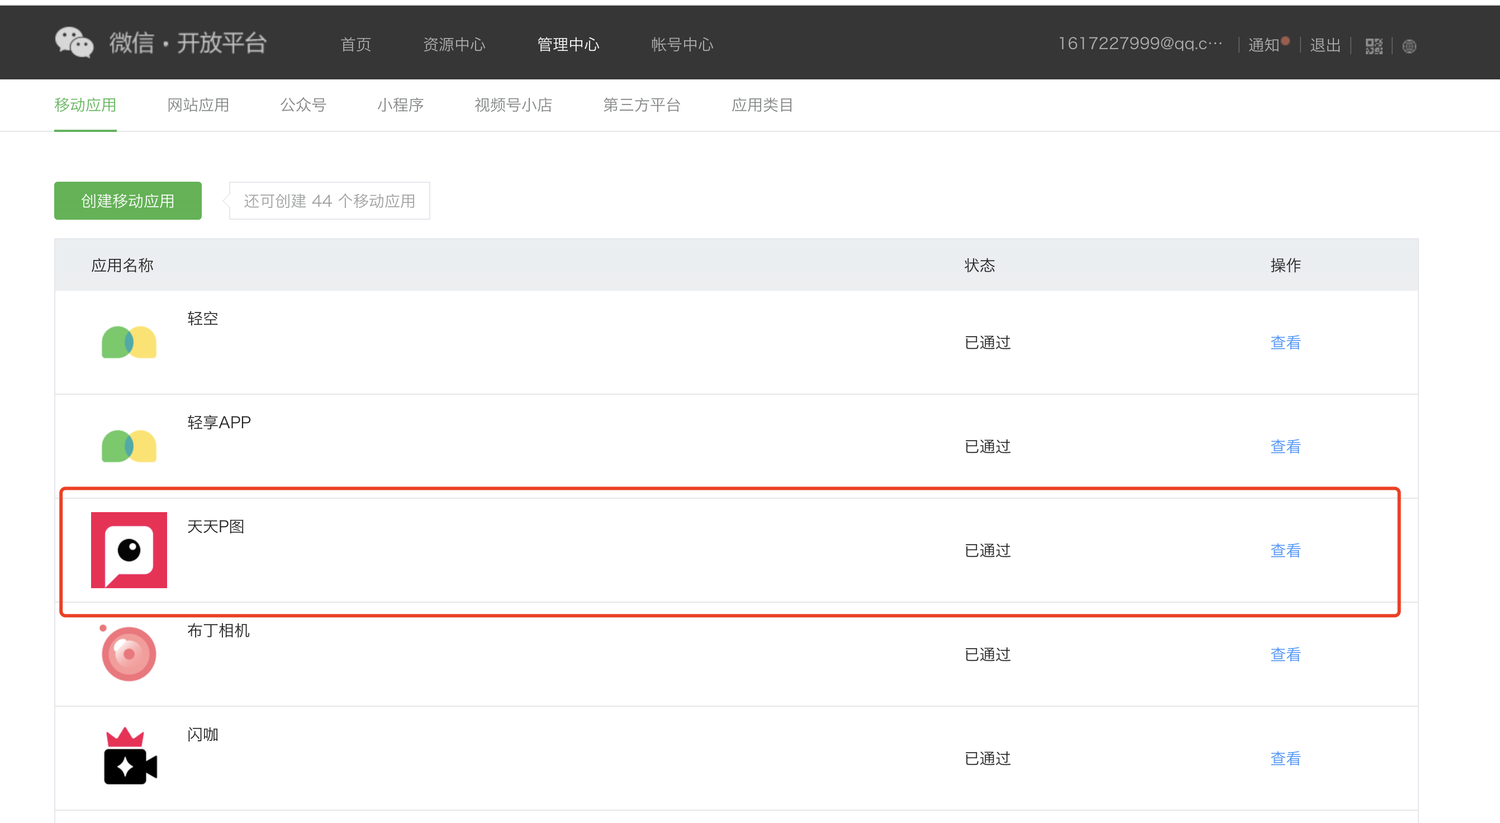 微信·开放平台 首页 资源中心 管理中心 帐号中心 1617227999@qq.c··· 通知 退出
移动应用 网站应用 公众号 小程序 视频号小店 第三方平台 应用类目
创建移动应用 还可创建 44 个移动应用
应用名称 状态 操作
轻空
已通过 查看
轻享APP
已通过 查看
天天P图
已通过 查看
布丁相机
已通过 查看
闪咖
已通过 查看